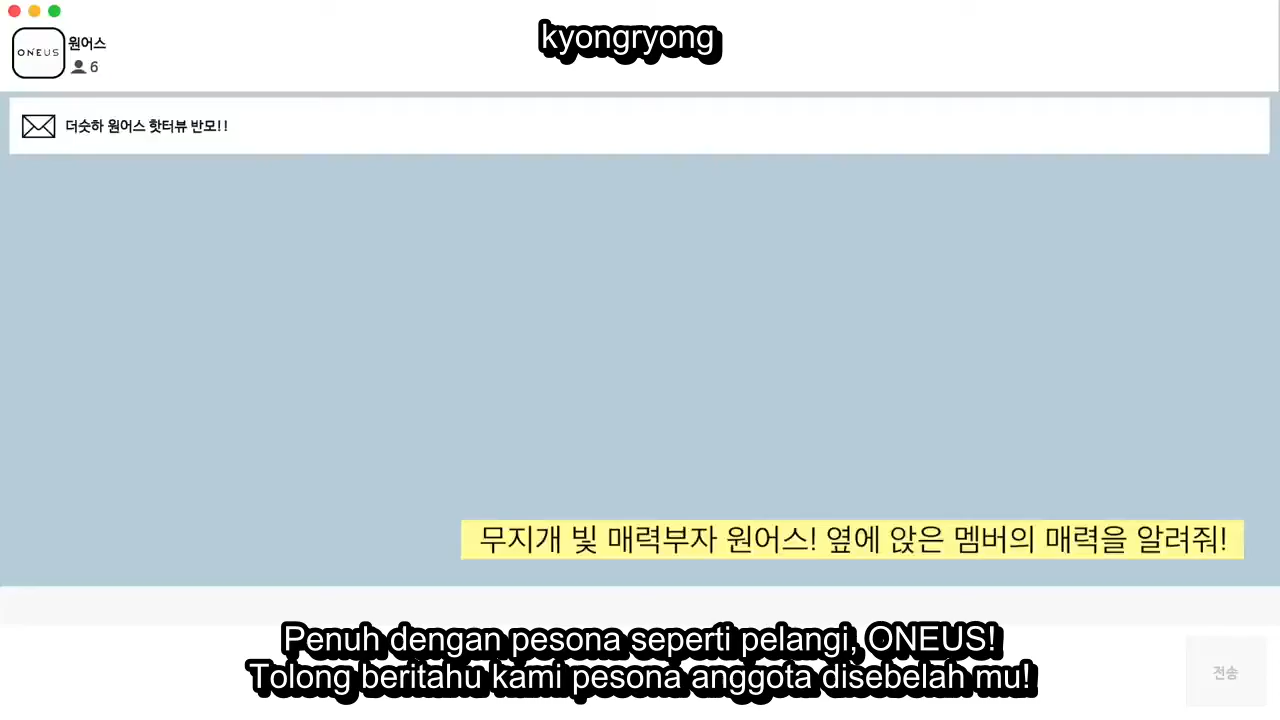 kyongryong
ONEUS
원어스
6
더슷하 원어스 핫터뷰 반모!!
무지개 빛 매력부자 원어스! 옆에 앉은 멤버의 매력을 알려줘!
Penuh dengan pesona seperti pelangi, ONEUS!
Tolong beritahu kami pesona anggota disebelah mu!
전송